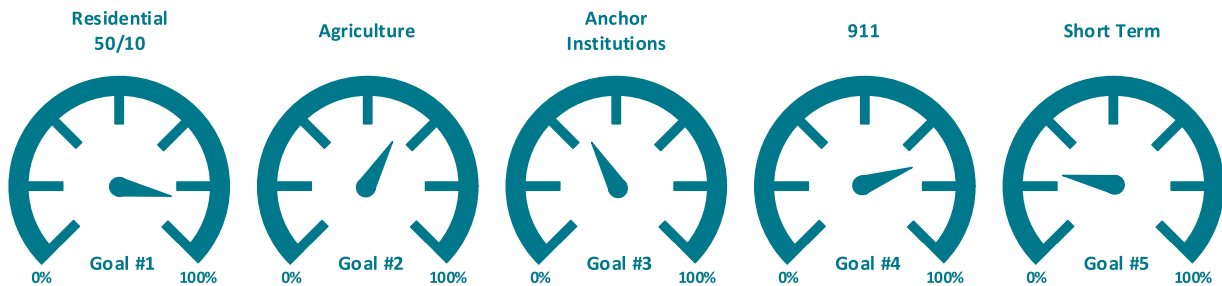 Residential
50/10
Agriculture
Anchor
Institutions
911
Short Term
Goal #1
0%
100%
Goal #2
0%
100%
Goal #3
0%
100%
Goal #4
0%
100%
Goal #5
0%
100%